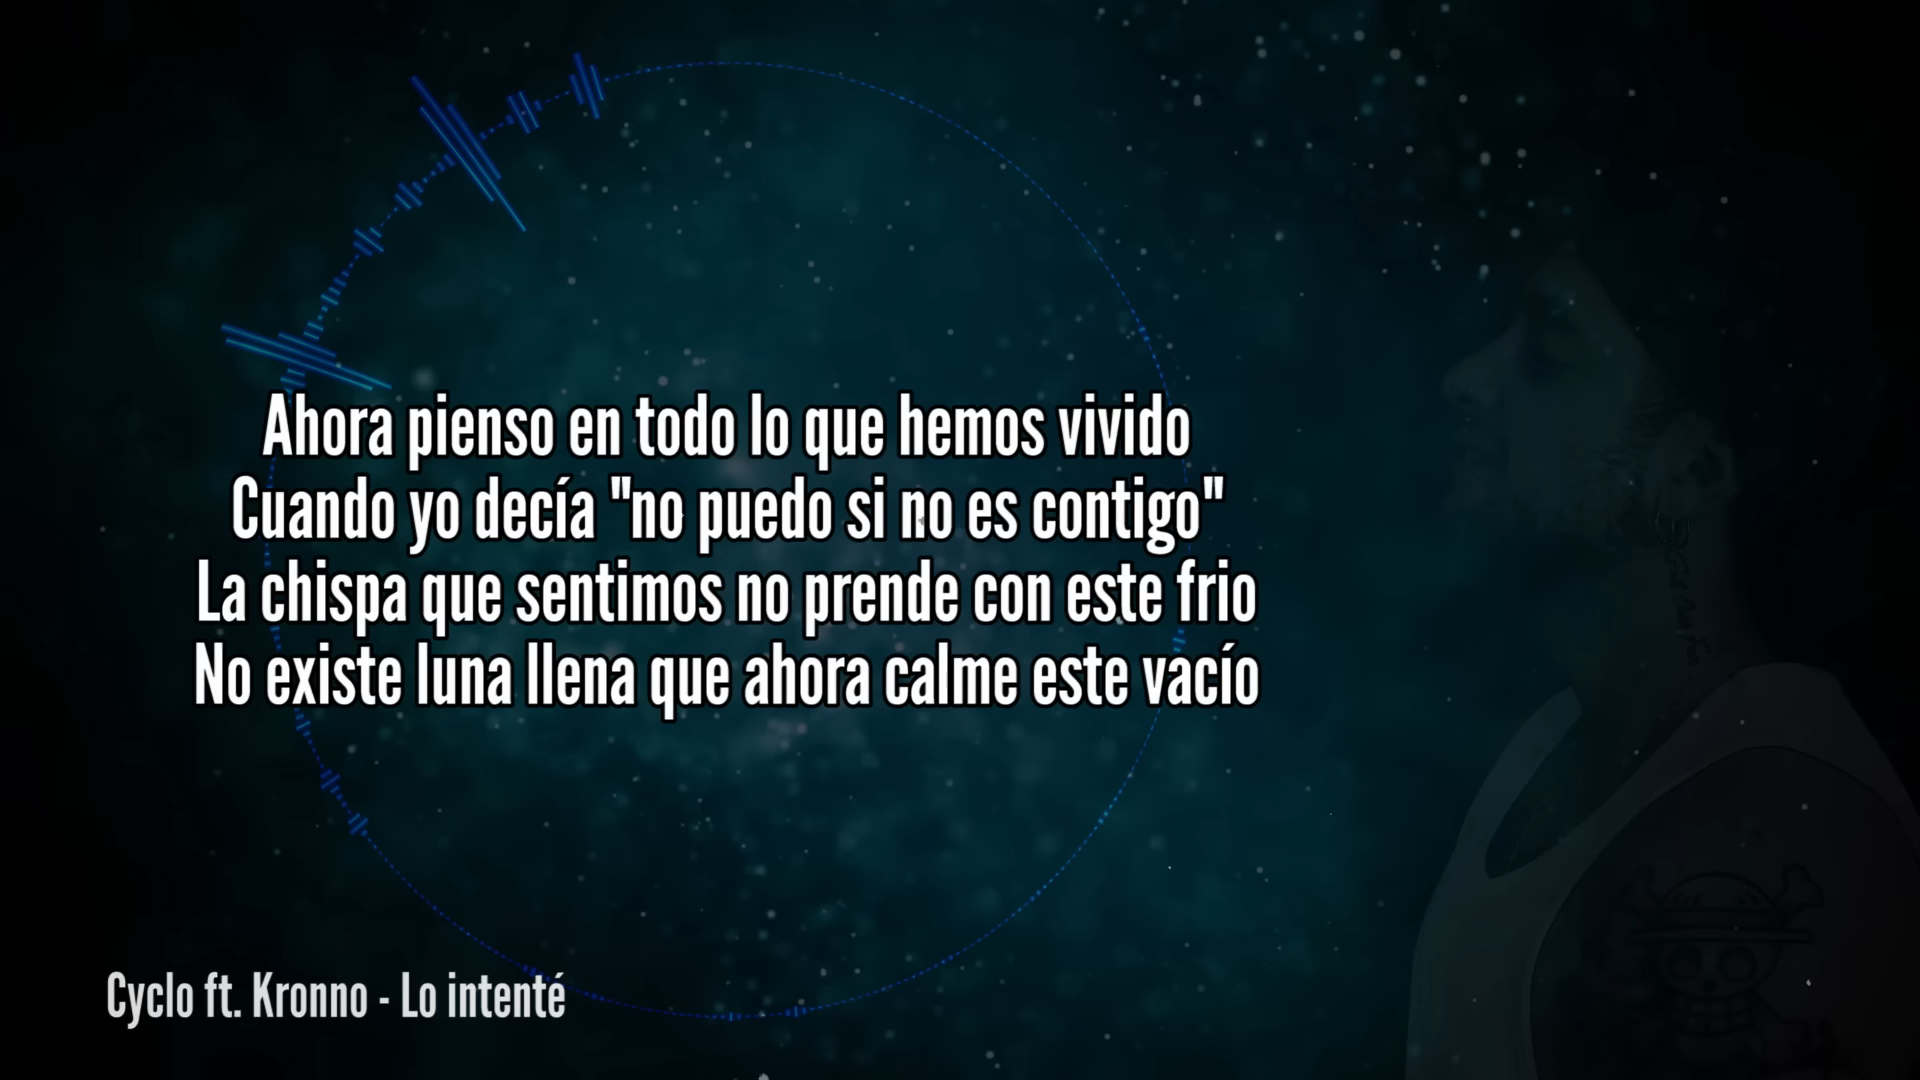 Ahora pienso en todo lo que hemos vivido
Cuando yo decía "no puedo si no es contigo"
La chispa que sentimos no prende con este frio
No existe luna llena que ahora calme este vacío
Cyclo ft. Kronno - Lo intenté